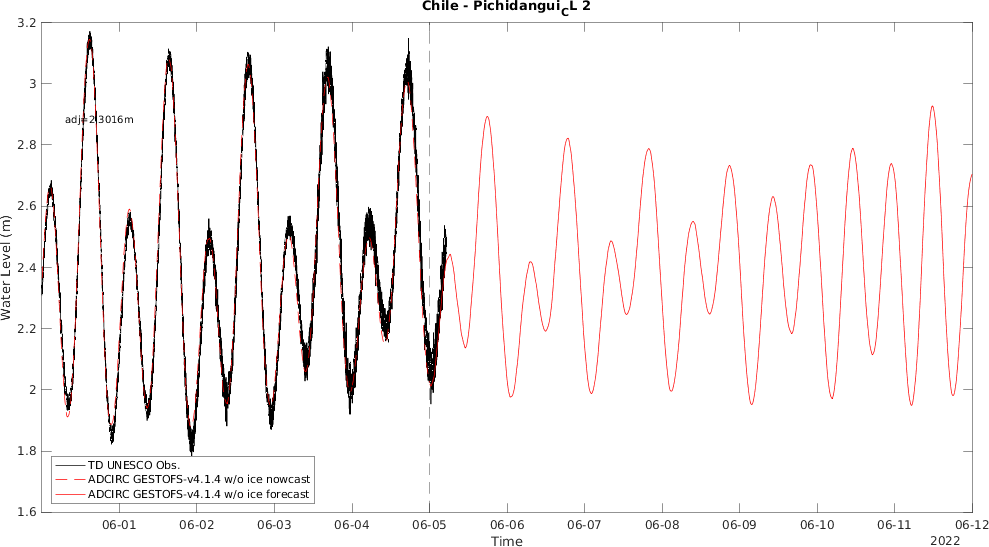 Chile - PichidanguiCL 2
3.2
3
2.8
2.6
2.4
2.2
2
1.8
1.6
Water Level (m)
adj=2.3016m
TD UNESCO Obs.
ADCIRC GESTOFS-v4.1.4 w/o ice nowcast
ADCIRC GESTOFS-v4.1.4 w/o ice forecast
06-01 06-02 06-03 06-04 06-05 06-06 06-07 06-08 06-09 06-10 06-11 06-12
Time
2022